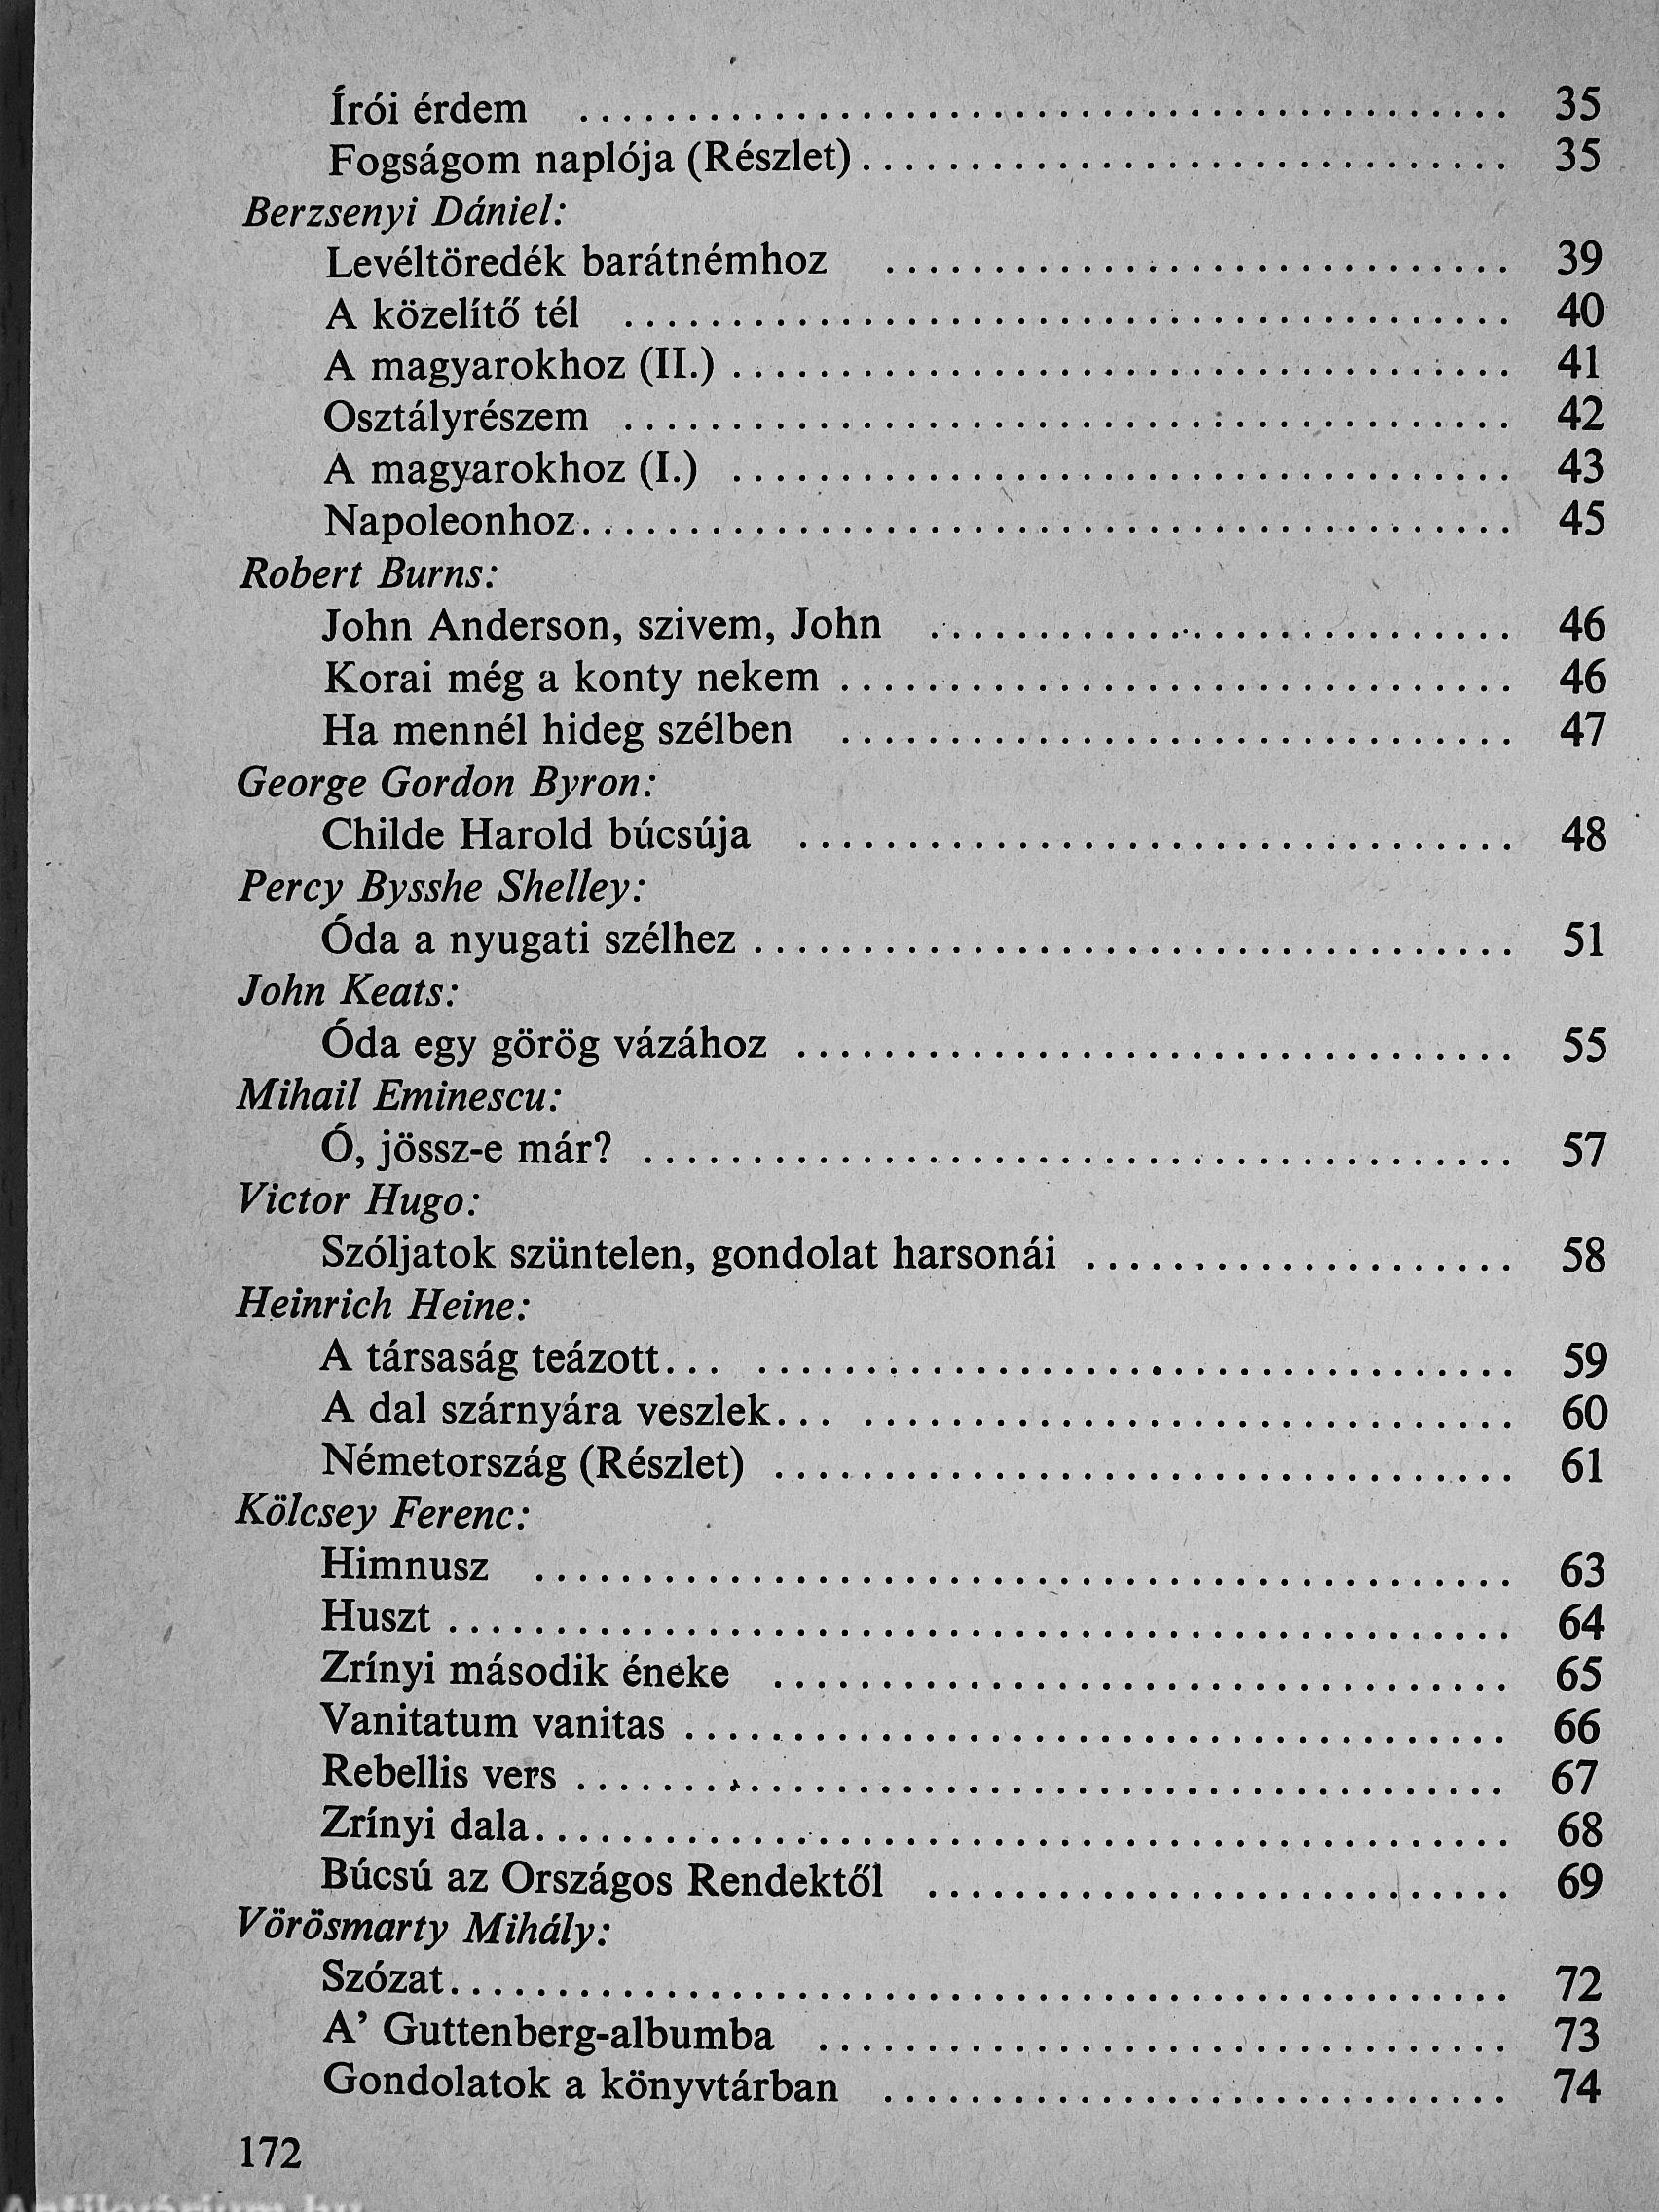 Írói érdem ........................................ 35
Fogságom naplója (Részlet) .............................. 35
Berzsenyi Dániel:
Levéltöredék barátnémhoz ............................. 39
A közelítő tél ......................................... 40
A magyarokhoz (II.) .................................... 41
Osztályrészem ......................................... 42
A magyarokhoz (I.) .................................... 43
Napoleonhoz ........................................... 45
Robert Burns:
John Anderson, szivem, John ........................... 46
Korai még a konty nekem ............................... 46
Ha mennél hideg szélben ............................... 47
George Gordon Byron:
Childe Harold búcsúja ................................. 48
Percy Bysshe Shelley:
Óda a nyugati szélhez ................................... 51
John Keats:
Óda egy görög vázához ................................. 55
Mihail Eminescu:
Ó, jössz-e már? ........................................ 57
Victor Hugo:
Szóljatok szüntelen, gondolat harsonái .................... 58
Heinrich Heine:
A társaság teázott... ................................... 59
A dal szárnyára veszlek... .............................. 60
Németország (Részlet) .................................. 61
Kölcsey Ferenc:
Himnusz ............................................. 63
Huszt ................................................. 64
Zrínyi második éneke .................................. 65
Vanitatum vanitas ...................................... 66
Rebellis vers ........................................... 67
Zrínyi dala ............................................. 68
Búcsú az Országos Rendektől ........................... 69
Vörösmarty Mihály:
Szózat ................................................. 72
A' Guttenberg-albumba ................................ 73
Gondolatok a könyvtárban ............................. 74
172